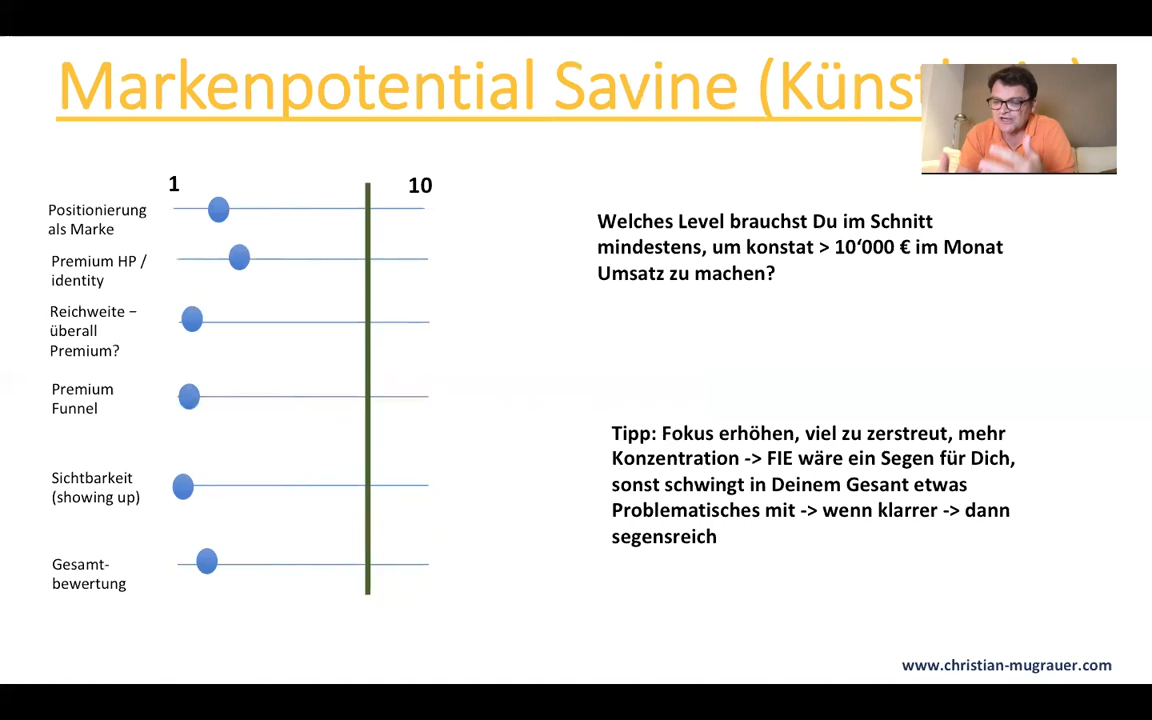 Markenpotential Savine
1
10
Positionierung
als Marke
Premium HP /
identity
Reichweite –
überall
Premium?
Premium
Funnel
Sichtbarkeit
(showing up)
Gesamt-
bewertung
Welches Level brauchst Du im Schnitt
mindestens, um konstat > 10‘000 € im Monat
Umsatz zu machen?
Tipp: Fokus erhöhen, viel zu zerstreut, mehr
Konzentration -> FIE wäre ein Segen für Dich,
sonst schwingt in Deinem Gesant etwas
Problematisches mit -> wenn klarrer -> dann
segensreich
www.christian-mugrauer.com